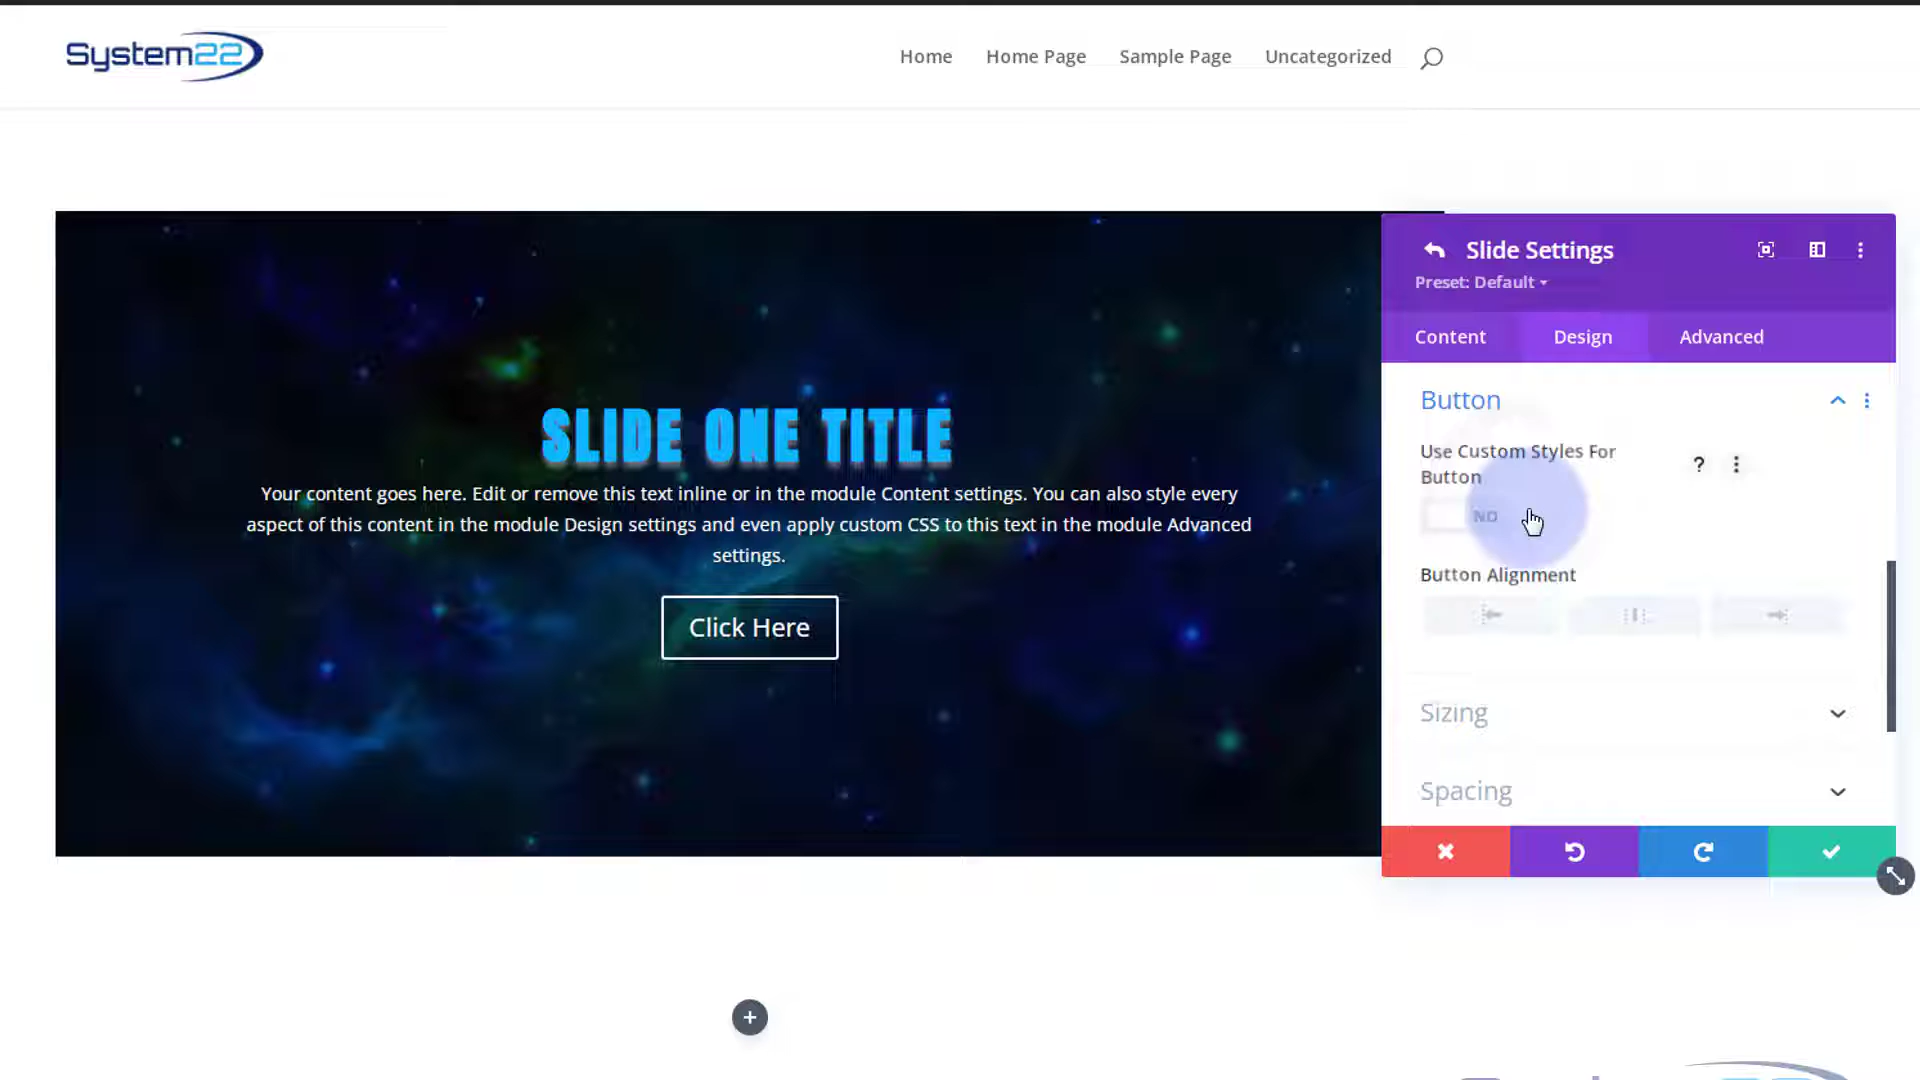 System22
Home
Home Page
Sample Page
Uncategorized
Slide Settings
Preset: Default
Content
Design
Advanced
Button
Use Custom Styles For
Button
?
NO
Button Alignment
Sizing
Spacing
SLIDE ONE TITLE
Your content goes here. Edit or remove this text inline or in the module Content settings. You can also style every
aspect of this content in the module Design settings and even apply custom CSS to this text in the module Advanced
settings.
Click Here